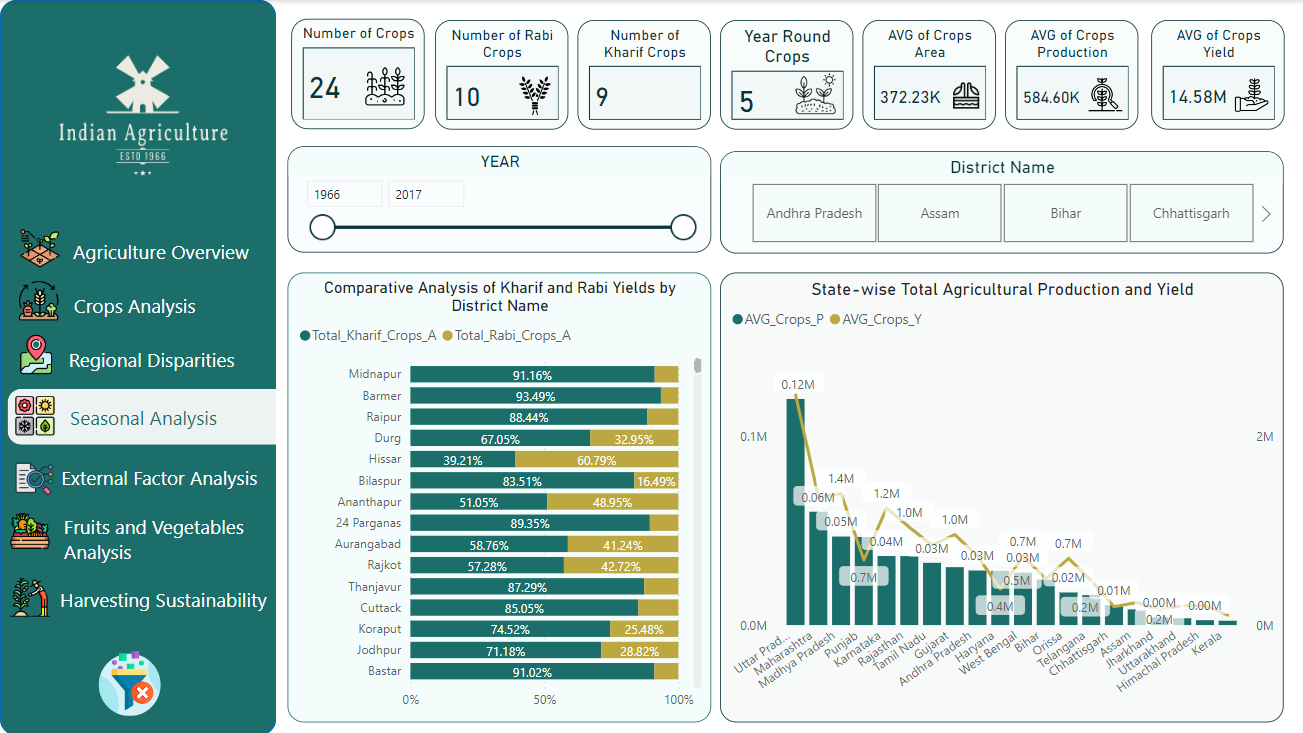 Indian Agriculture
ESTD 1966
Agriculture Overview
Crops Analysis
Regional Disparities
Seasonal Analysis
External Factor Analysis
Fruits and Vegetables
Analysis
Harvesting Sustainability
Number of Crops
24
Number of Rabi
Crops
10
Number of
Kharif Crops
9
Year Round
Crops
5
AVG of Crops
Area
372.23K
AVG of Crops
Production
584.60K
AVG of Crops
Yield
14.58M
YEAR
1966 2017
District Name
Andhra Pradesh Assam Bihar Chhattisgarh
Comparative Analysis of Kharif and Rabi Yields by
District Name
Total_Kharif_Crops_A Total_Rabi_Crops_A
Midnapur 91.16%
Barmer 93.49%
Raipur 88.44%
Durg 67.05% 32.95%
Hissar 39.21% 60.79%
Bilaspur 83.51% 16.49%
Ananthapur 51.05% 48.95%
24 Parganas 89.35%
Aurangabad 58.76% 41.24%
Rajkot 57.28% 42.72%
Thanjavur 87.29%
Cuttack 85.05%
Koraput 74.52% 25.48%
Jodhpur 71.18% 28.82%
Bastar 91.02%
0% 50% 100%
State-wise Total Agricultural Production and Yield
AVG_Crops_P AVG_Crops_Y
0.12M
0.1M
2M
1.4M
0.06M
1.2M
0.05M
1.0M
1.0M
0.04M
0.03M
0.7M
0.7M
0.03M
0.03M
0.7M
0.5M
0.02M
0.4M
0.2M
0.01M
0.00M
0.00M
0.2M
0.0M
0M
Uttar Prad...
Maharashtra
Madhya Pradesh
Punjab
Karnataka
Rajasthan
Tamil Nadu
Gujarat
Andhra Pradesh
Haryana
West Bengal
Bihar
Orissa
Telangana
Chhattisgarh
Assam
Jharkhand
Uttarakhand
Himachal Pradesh
Kerala